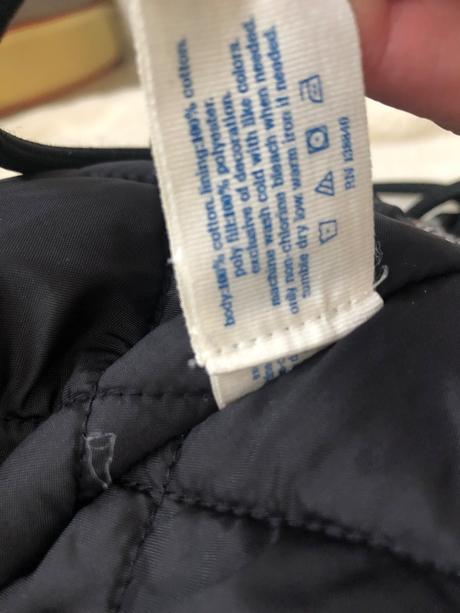 body:100% cotton. lining:100% cotton.
poly fill:100% polyester.
exclusive of decoration.
machine wash cold with like colors.
only non-chlorine bleach when needed.
tumble dry low. warm iron if needed.
RN